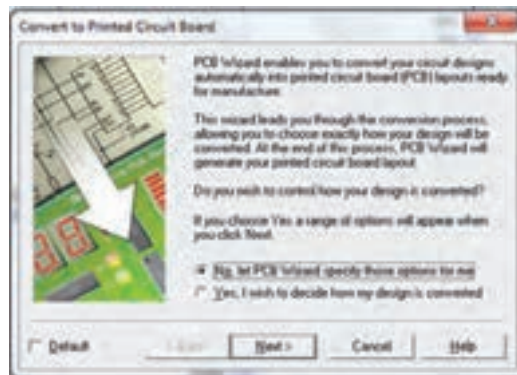 Convert to Printed Circuit Board
PCB Wizard enables you to convert your circuit designs
automatically into printed circuit board (PCB) layouts ready
for manufacture.
This wizard leads you through the conversion process,
allowing you to choose exactly how your design will be
converted. At the end of this process, PCB Wizard will
generate your printed circuit board layout.
Do you wish to control how your design is converted?
If you choose Yes a range of options will appear when
you click Next.
No, let PCB Wizard specify those options for me
Yes, I wish to decide how my design is converted
Default
< Back
Next >
Cancel
Help